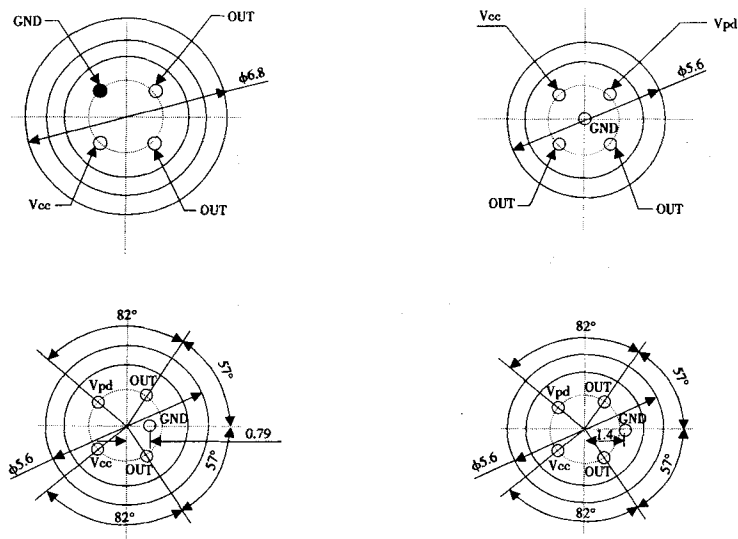 GND
OUT
ϕ6.8
Vcc
OUT
Vcc
Vpd
ϕ5.6
GND
OUT
OUT
82°
57°
Vpd
OUT
GND
0.79
Vcc
OUT
ϕ5.6
57°
82°
82°
57°
Vpd
OUT
GND
1.4
Vcc
OUT
ϕ5.6
57°
82°